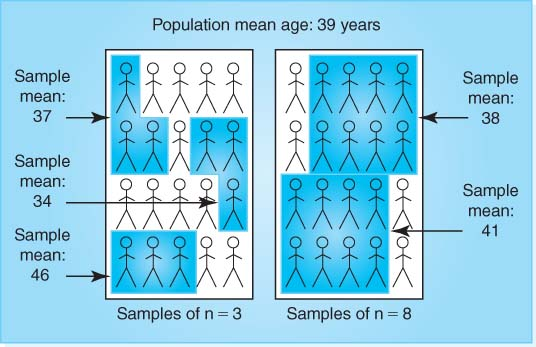 Population mean age: 39 years
Sample
mean:
37
Sample
mean:
34
Sample
mean:
46
Sample
mean:
38
Sample
mean:
41
Samples of n = 3
Samples of n = 8